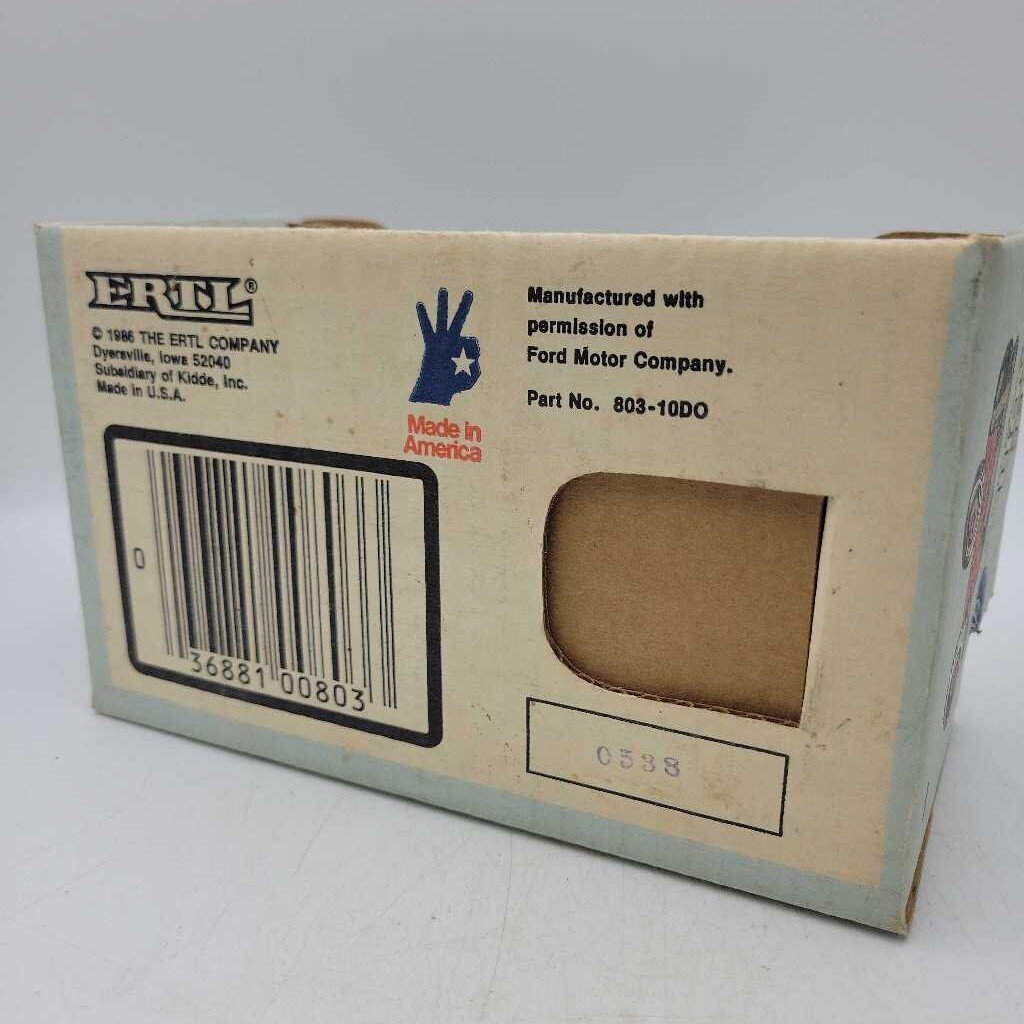 ERTL®
© 1986 THE ERTL COMPANY
Dyersville, Iowa 52040
Subsidiary of Kidde, Inc.
Made in U.S.A.
Made in
America
Manufactured with
permission of
Ford Motor Company.
Part No. 803-10DO
0
36881 00803
0538